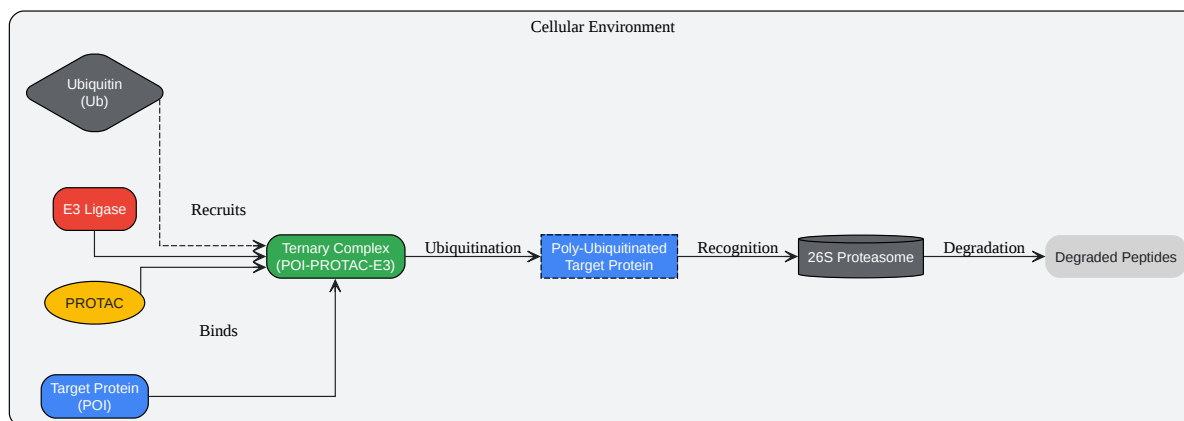 Cellular Environment
Ubiquitin
(Ub)
E3 Ligase
Recruits
PROTAC
Binds
Target Protein
(POI)
Ternary Complex
(POI-PROTAC-E3)
Ubiquitination
Poly-Ubiquitinated
Target Protein
Recognition
26S Proteasome
Degradation
Degraded Peptides